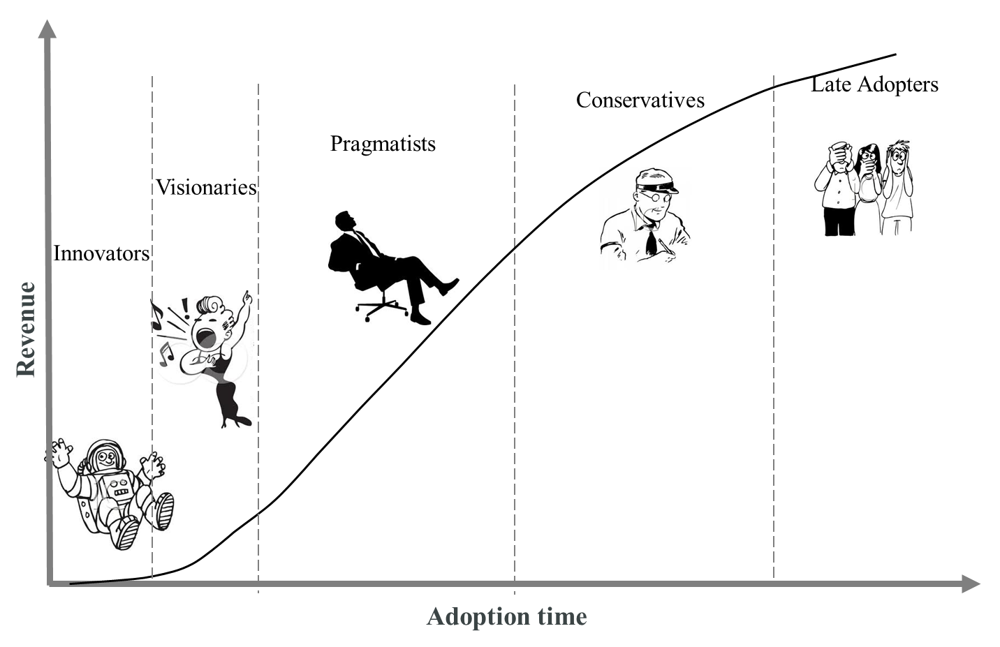 Late Adopters
Conservatives
Pragmatists
Visionaries
Innovators
Revenue
Adoption time